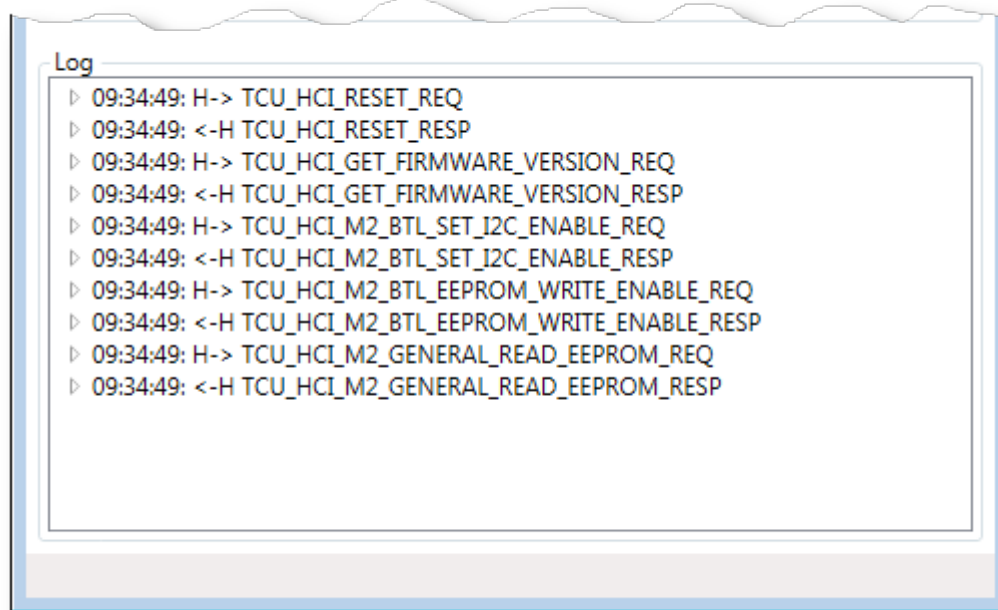 Log
09:34:49: H-> TCU_HCI_RESET_REQ
09:34:49: <-H TCU_HCI_RESET_RESP
09:34:49: H-> TCU_HCI_GET_FIRMWARE_VERSION_REQ
09:34:49: <-H TCU_HCI_GET_FIRMWARE_VERSION_RESP
09:34:49: H-> TCU_HCI_M2_BTL_SET_I2C_ENABLE_REQ
09:34:49: <-H TCU_HCI_M2_BTL_SET_I2C_ENABLE_RESP
09:34:49: H-> TCU_HCI_M2_BTL_EEPROM_WRITE_ENABLE_REQ
09:34:49: <-H TCU_HCI_M2_BTL_EEPROM_WRITE_ENABLE_RESP
09:34:49: H-> TCU_HCI_M2_GENERAL_READ_EEPROM_REQ
09:34:49: <-H TCU_HCI_M2_GENERAL_READ_EEPROM_RESP